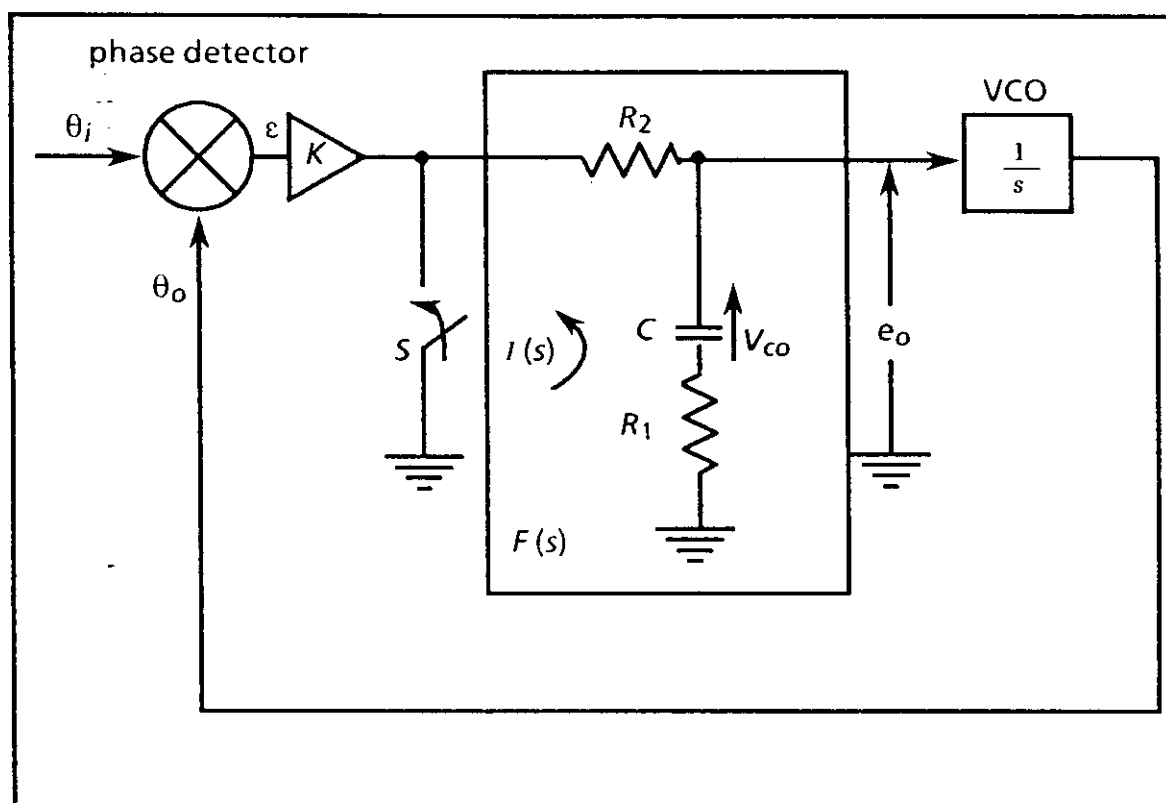 phase detector
VCO
θi
ε
K
R2
1/s
θo
S
I (s)
C
Vco
eo
R1
F (s)